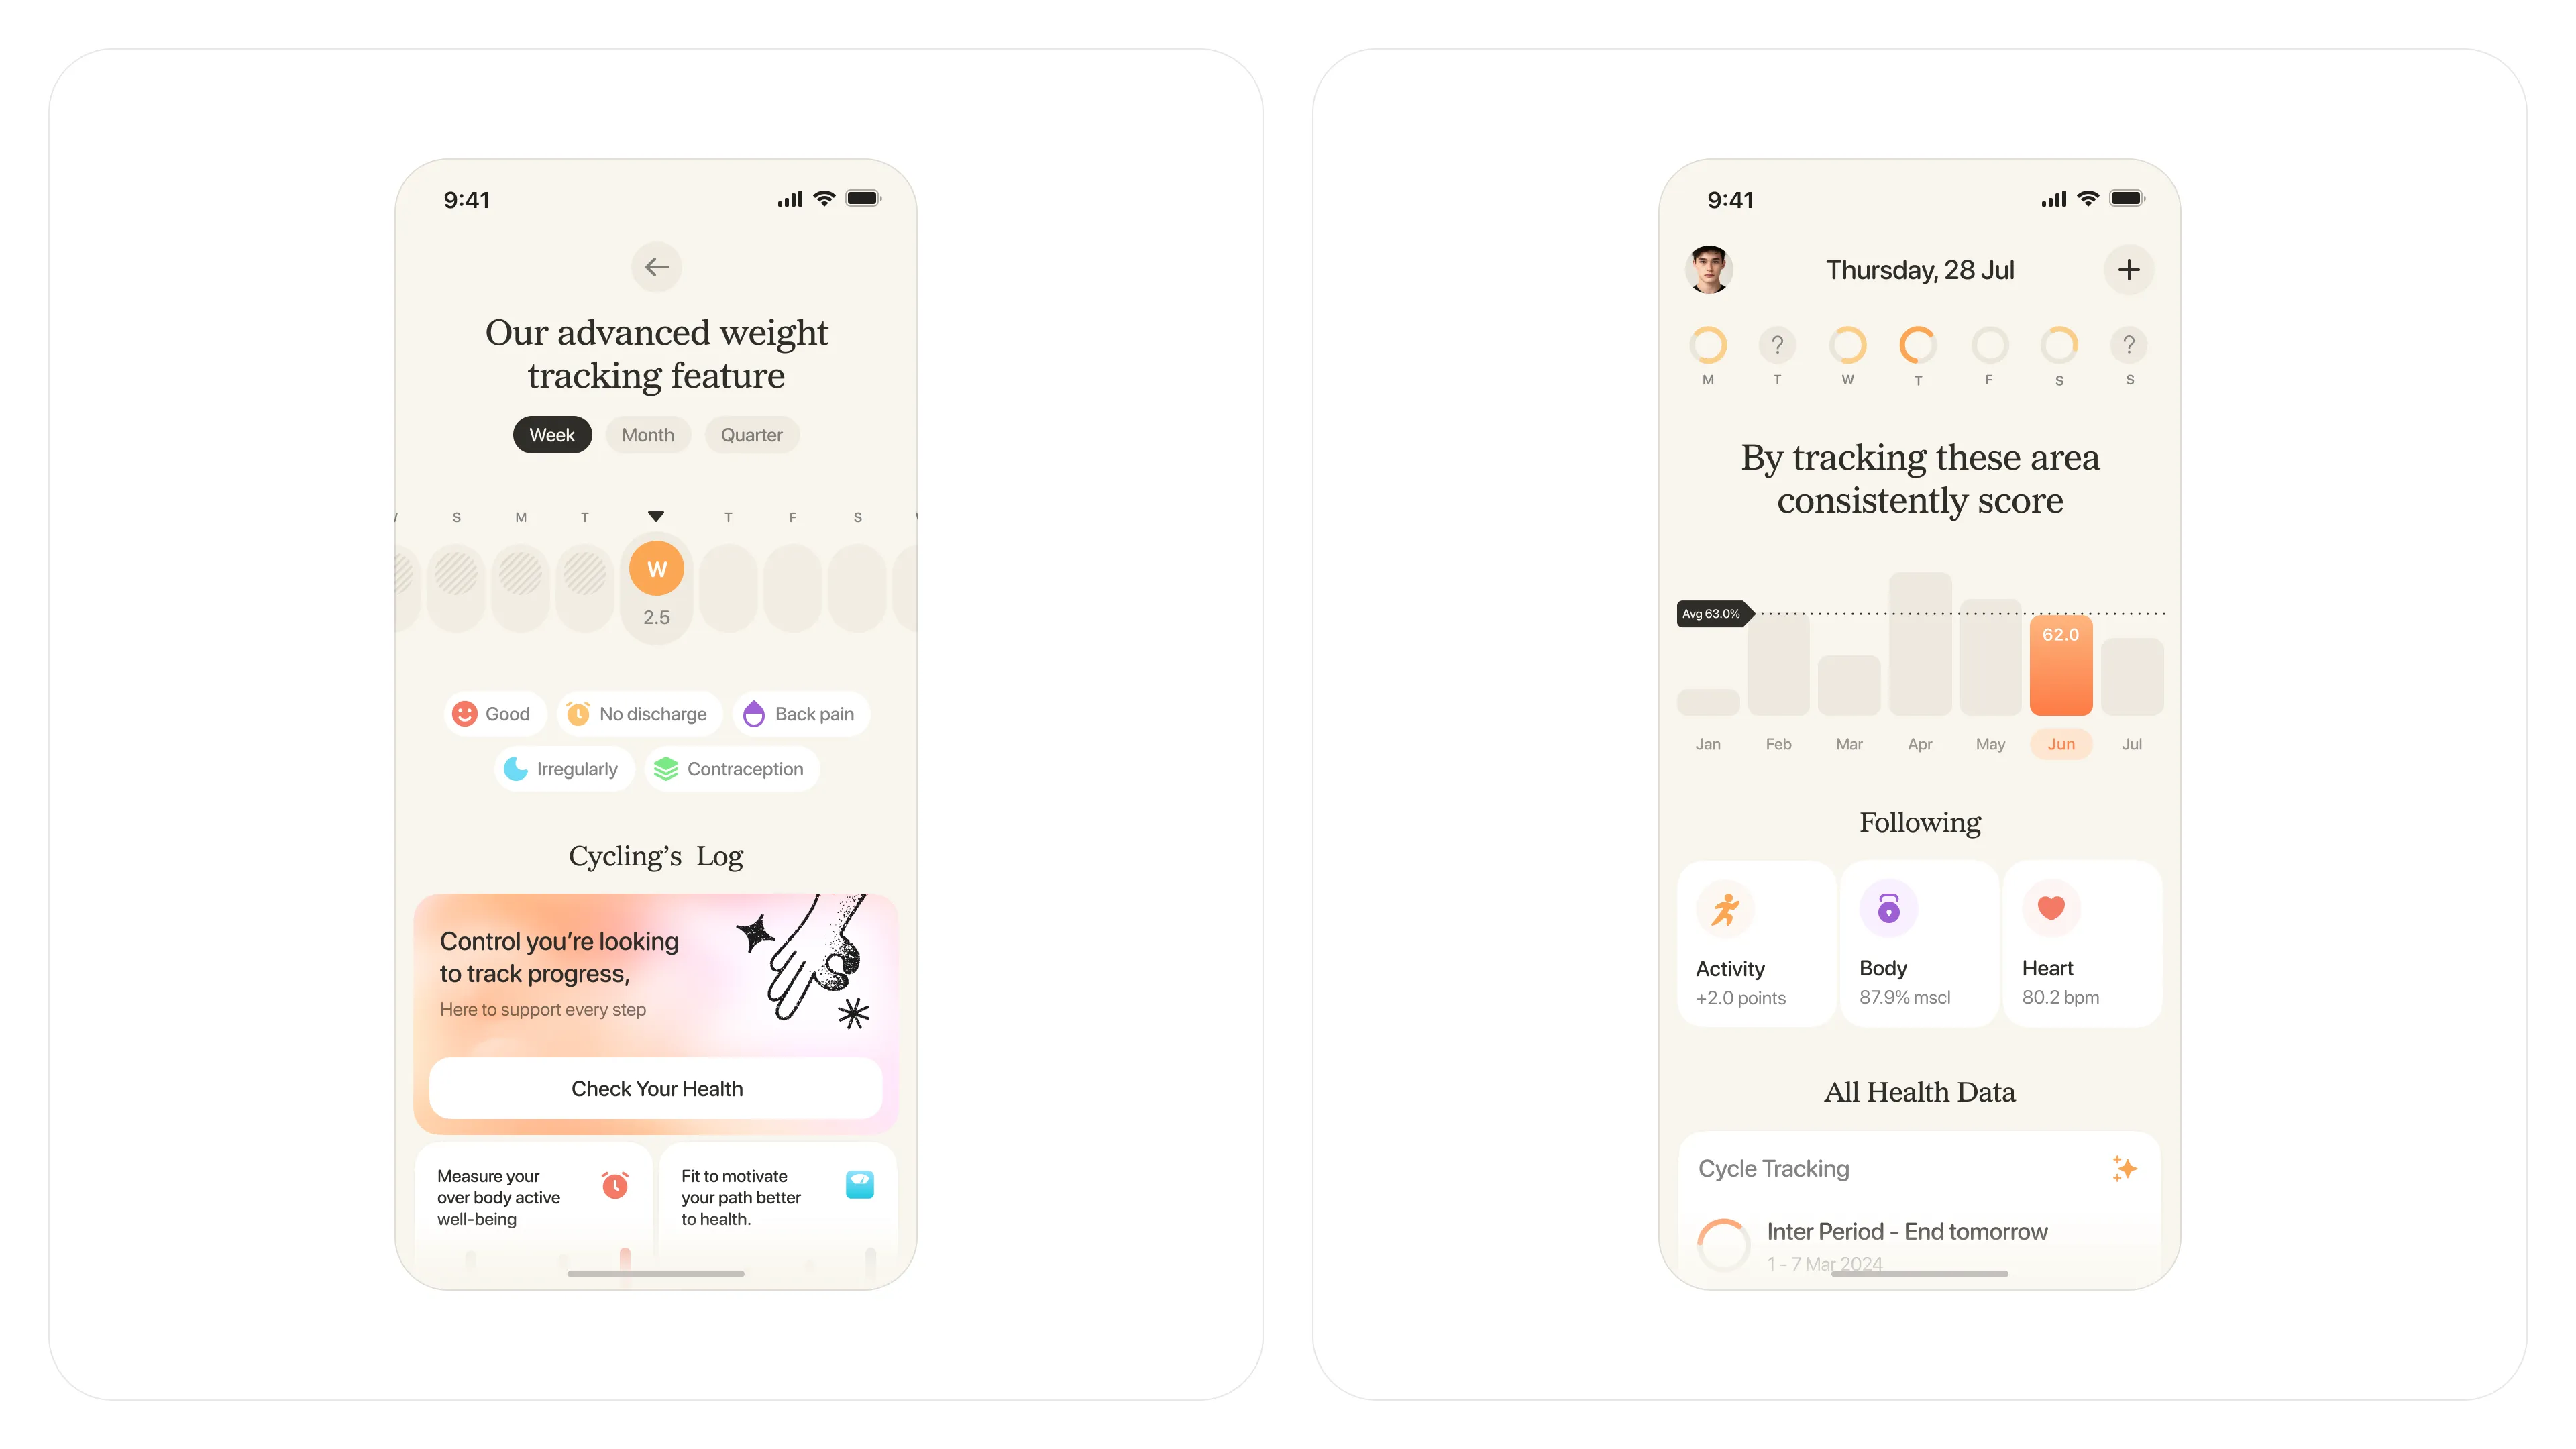 9:41
Our advanced weight
tracking feature
Week Month Quarter
S M T T F S
W
2.5
Good No discharge Back pain
Irregularly Contraception
Cycling’s Log
Control you’re looking
to track progress,
Here to support every step
Check Your Health
Measure your
over body active
well-being
Fit to motivate
your path better
to health.
9:41
Thursday, 28 Jul
? ?
M T W T F S S
By tracking these area
consistently score
Avg 63.0%
62.0
Jan Feb Mar Apr May Jun Jul
Following
Activity
+2.0 points
Body
87.9% mscl
Heart
80.2 bpm
All Health Data
Cycle Tracking
Inter Period - End tomorrow
1 - 7 Mar 2024